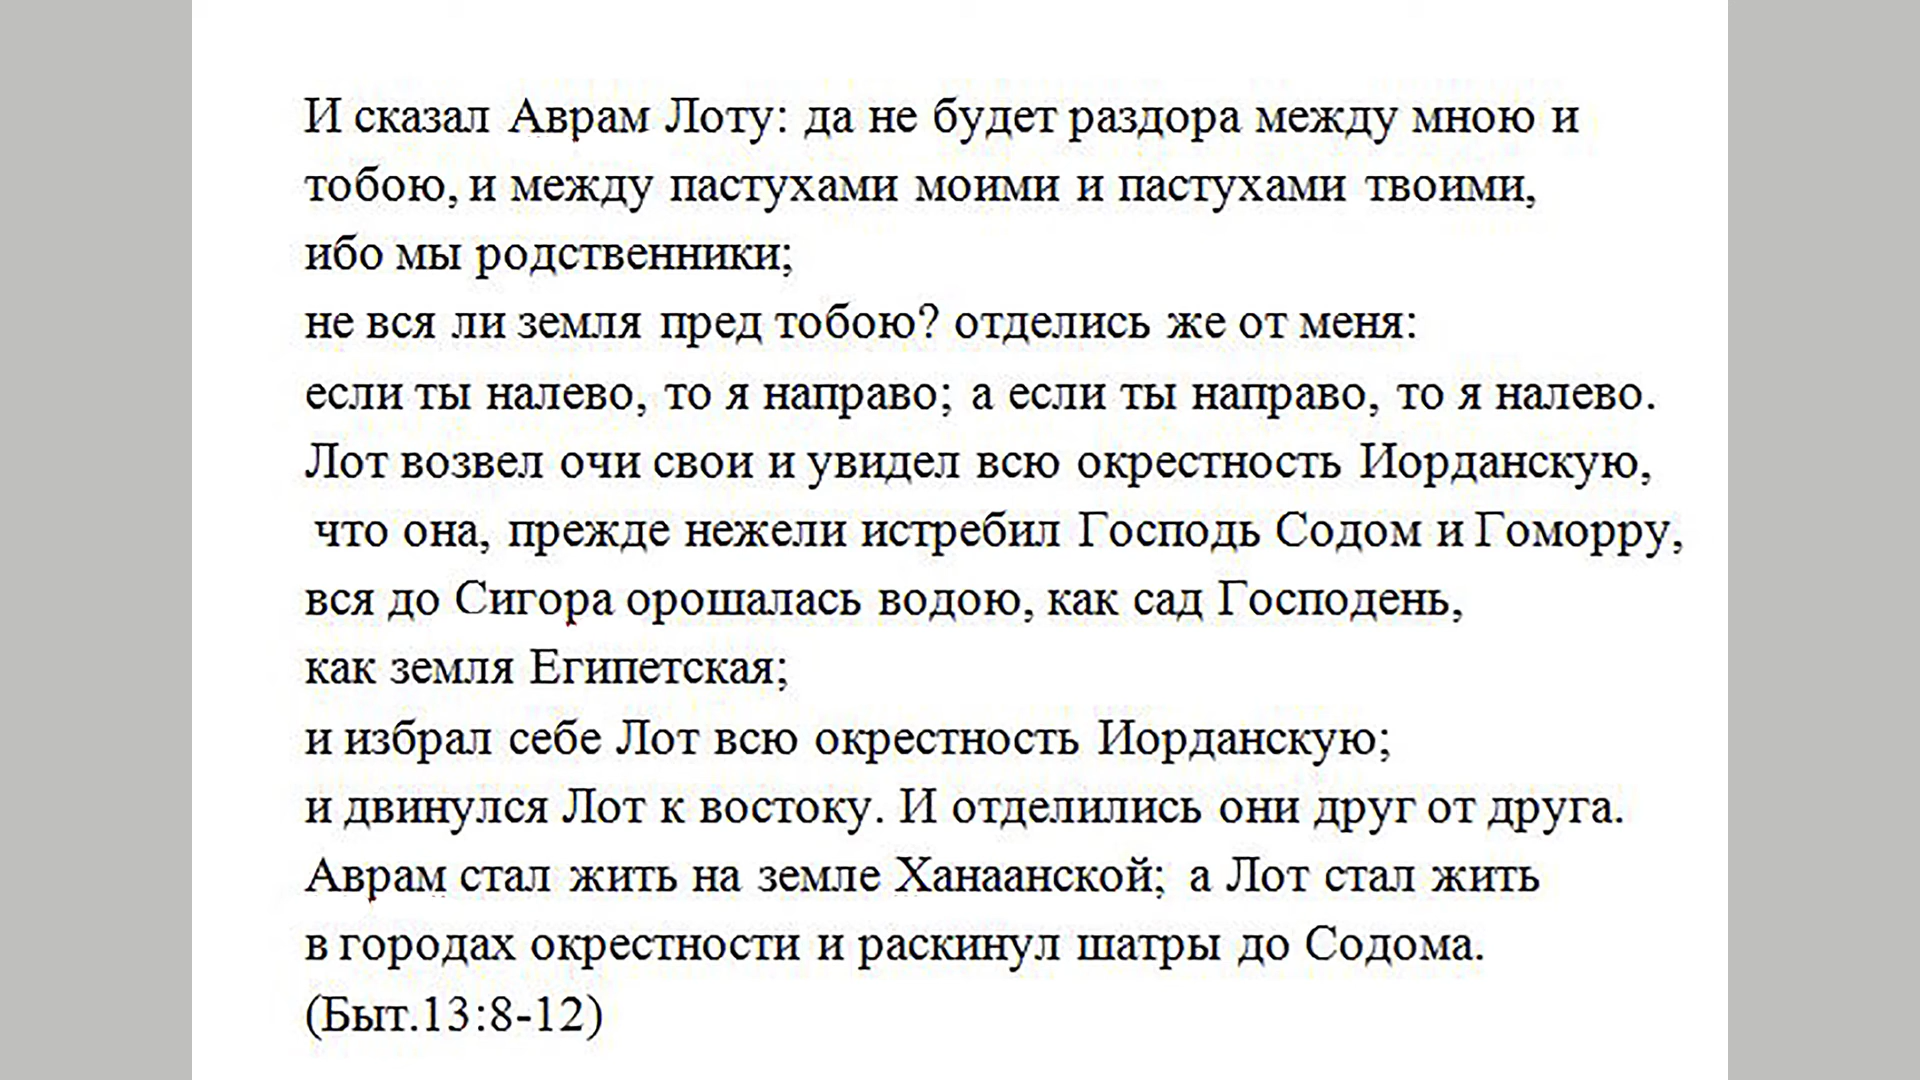 И сказал Аврам Лоту: да не будет раздора между мною и
тобою, и между пастухами моими и пастухами твоими,
ибо мы родственники;
не вся ли земля пред тобою? отделись же от меня:
если ты налево, то я направо; а если ты направо, то я налево.
Лот возвел очи свои и увидел всю окрестность Иорданскую,
что она, прежде нежели истребил Господь Содом и Гоморру,
вся до Сигора орошалась водою, как сад Господень,
как земля Египетская;
и избрал себе Лот всю окрестность Иорданскую;
и двинулся Лот к востоку. И отделились они друг от друга.
Аврам стал жить на земле Ханаанской; а Лот стал жить
в городах окрестности и раскинул шатры до Содома.
(Быт.13:8-12)